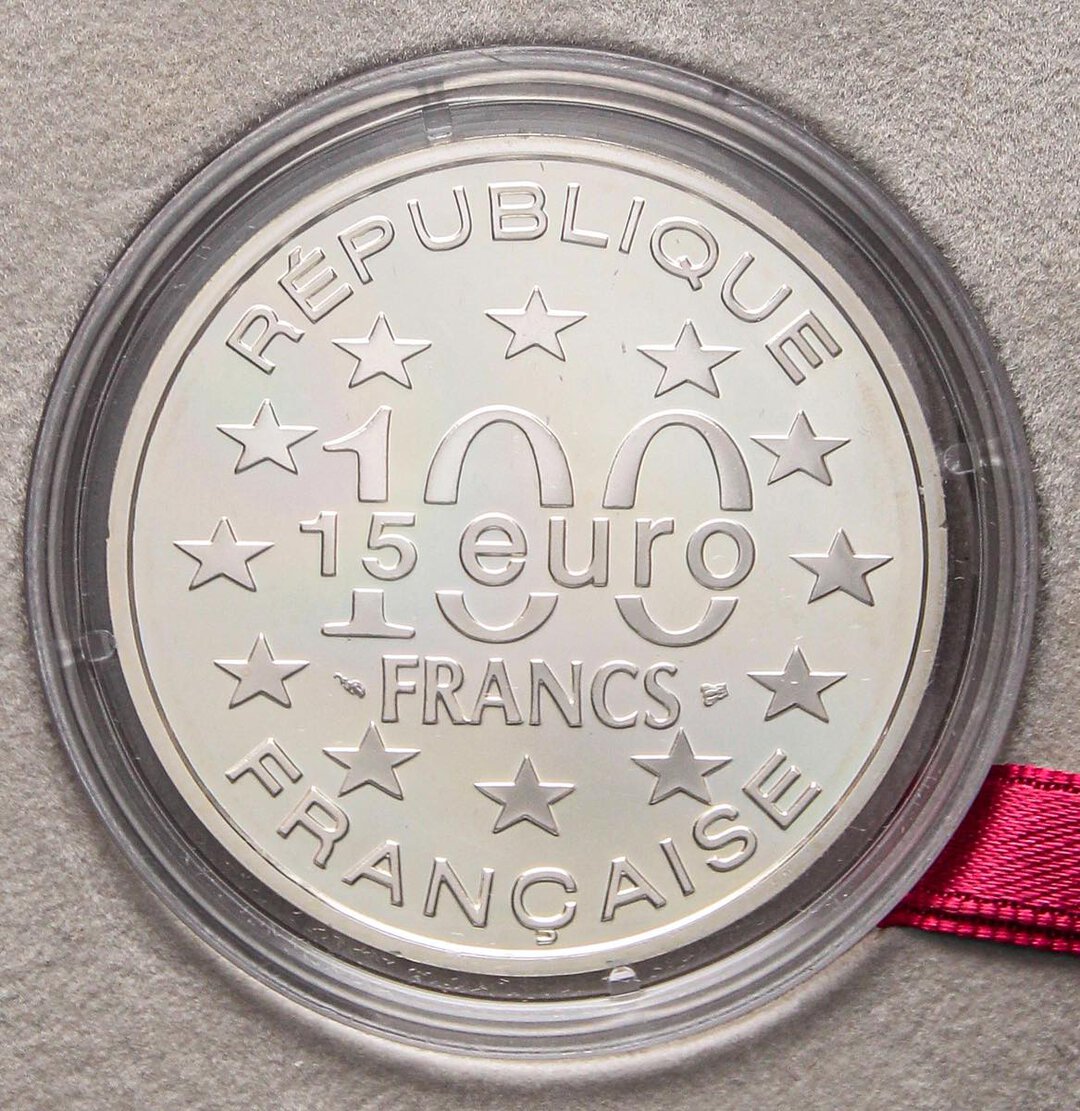 RÉPUBLIQUE
100
15 euro
FRANCS
FRANÇAISE